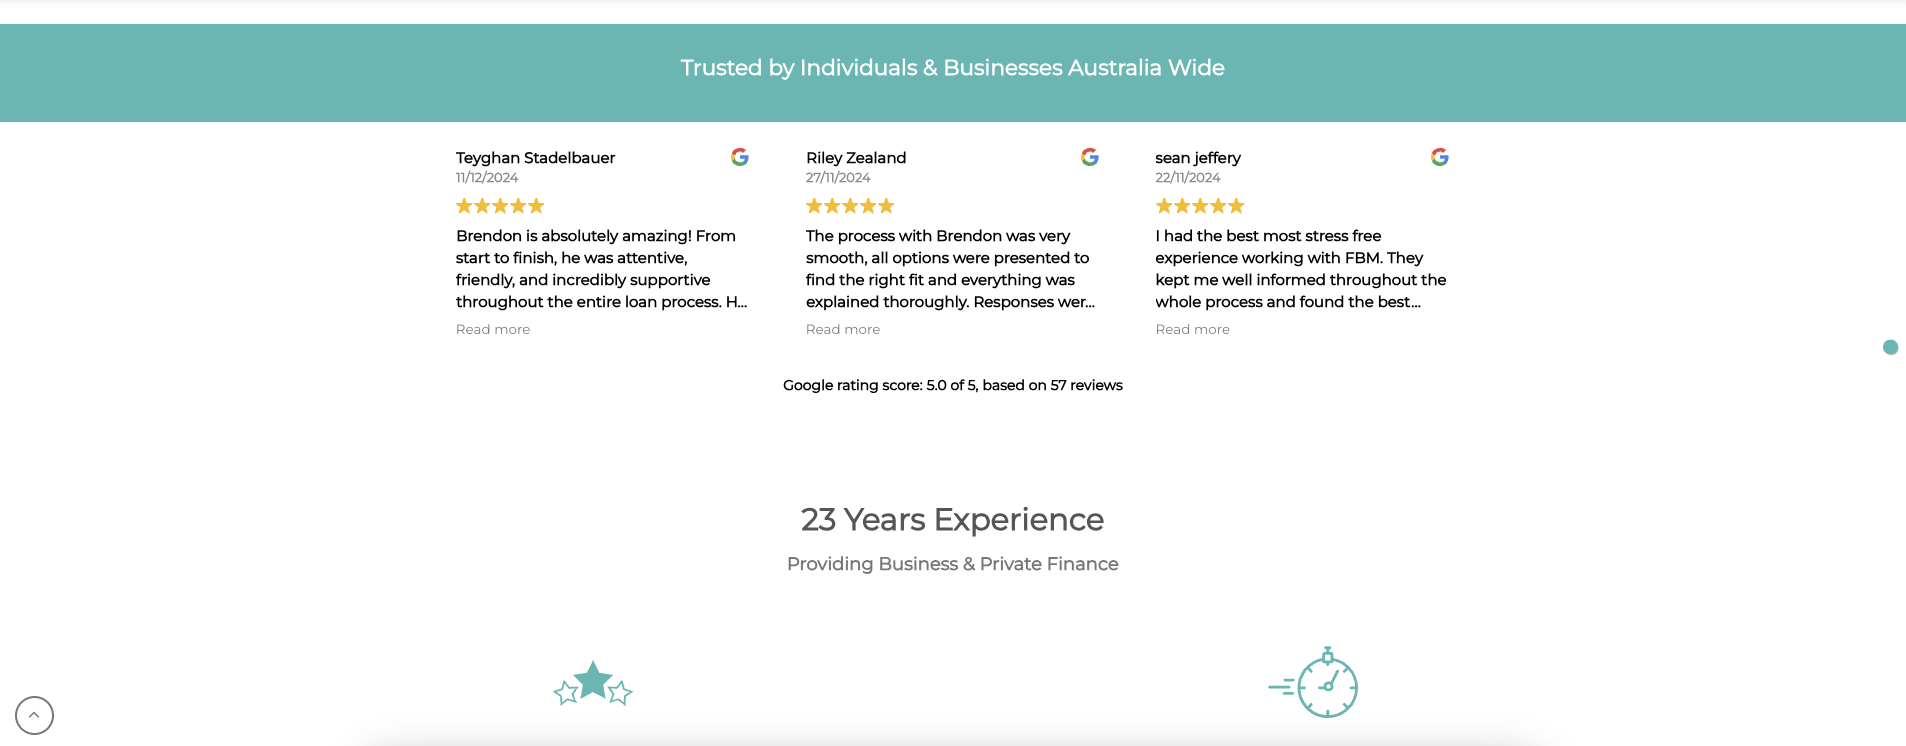 Trusted by Individuals & Businesses Australia Wide
Teyghan Stadelbauer
11/12/2024
Brendon is absolutely amazing! From
start to finish, he was attentive,
friendly, and incredibly supportive
throughout the entire loan process. H...
Read more
Riley Zealand
27/11/2024
The process with Brendon was very
smooth, all options were presented to
find the right fit and everything was
explained thoroughly. Responses wer...
Read more
sean jeffery
22/11/2024
I had the best most stress free
experience working with FBM. They
kept me well informed throughout the
whole process and found the best...
Read more
Google rating score: 5.0 of 5, based on 57 reviews
23 Years Experience
Providing Business & Private Finance